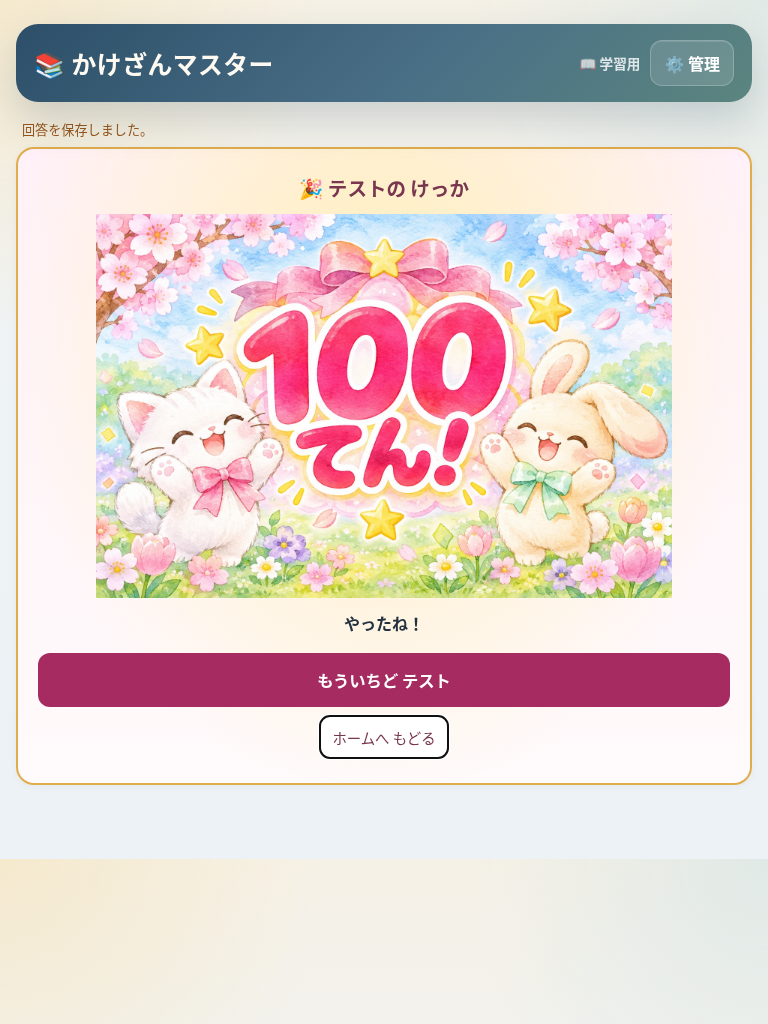 📚 かけざんマスター
📖 学習用
⚙️ 管理
回答を保存しました。
🎉 テストの けっか
100
てん!
やったね！
もういちど テスト
ホームへ もどる